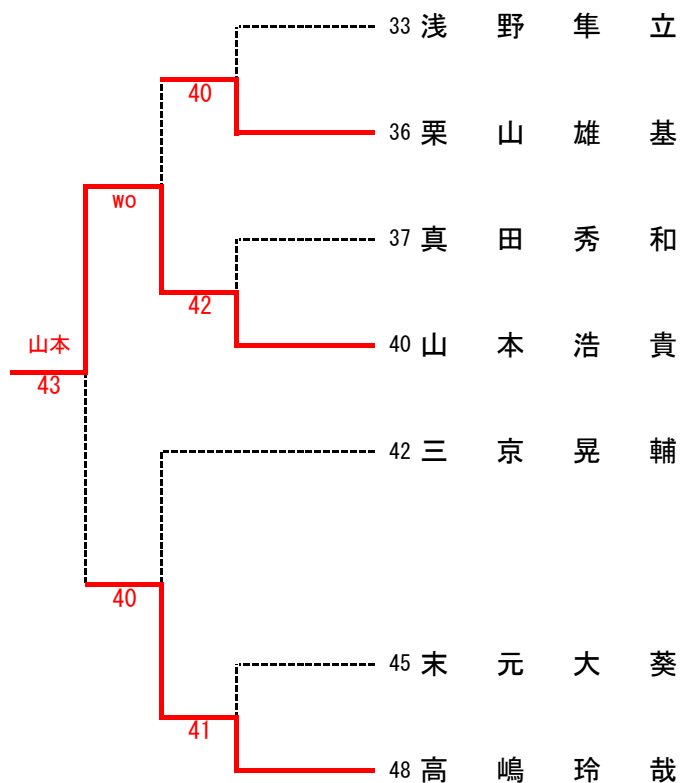 33 浅野隼立
40
36 栗山雄基
wo
37 真田秀和
42
山本
40 山本浩貴
43
42 三京晃輔
40
45 末元大葵
41
48 高嶋玲哉